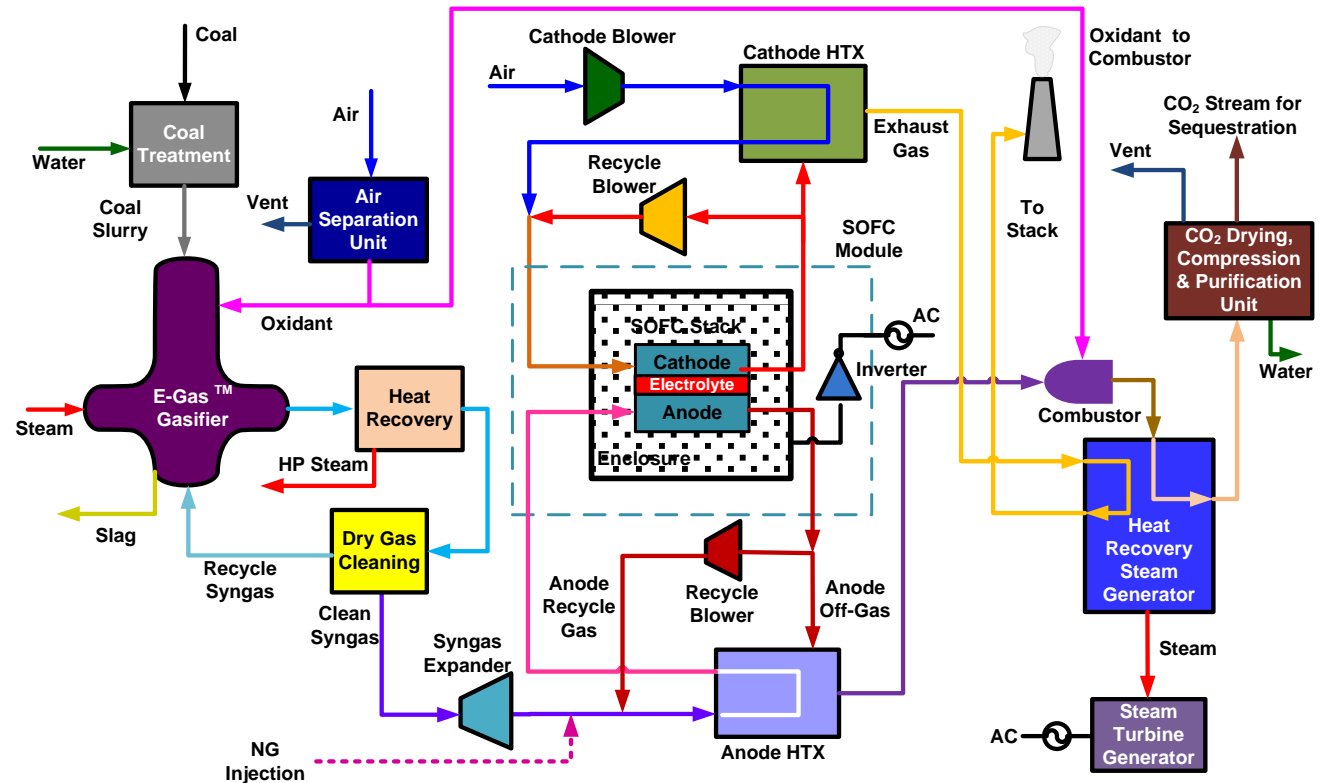 Coal
Coal
Treatment
Water
Coal
Slurry
Air
Air
Separation
Unit
Vent
Oxidant
E-Gas TM
Gasifier
Steam
Slag
Heat
Recovery
HP Steam
Dry Gas
Cleaning
Recycle
Syngas
Clean
Syngas
Syngas
Expander
NG
Injection
Cathode Blower
Air
Cathode HTX
Exhaust
Gas
Recycle
Blower
SOFC
Module
SOFC Stack
Cathode
Electrolyte
Anode
Enclosure
AC
Inverter
Anode
Recycle
Gas
Recycle
Blower
Anode
Off-Gas
Anode HTX
Oxidant to
Combustor
To
Stack
CO2 Stream for
Sequestration
Vent
CO2 Drying,
Compression
& Purification
Unit
Water
Combustor
Heat
Recovery
Steam
Generator
Steam
AC
Steam
Turbine
Generator